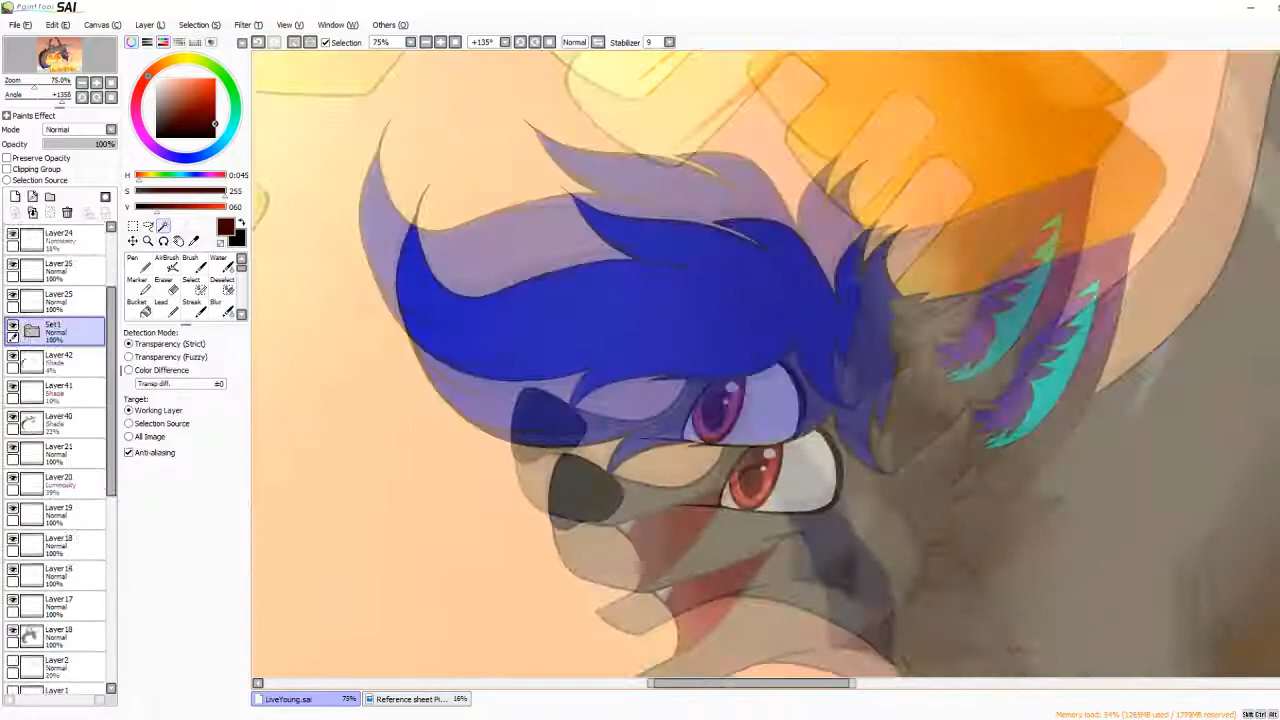 PaintTool SAI
File (F) Edit (E) Canvas (C) Layer (L) Selection (S) Filter (T) View (V) Window (W) Others (O)
Selection 75% +135° Normal Stabilizer 9
Zoom 75.0%
Angle
Paints Effect
Mode Normal
Opacity 100%
Preserve Opacity
Clipping Group
Selection Source
H 0:045
S 255
V 060
Layer24
18%
Layer25
Normal
100%
Layer25
Normal
100%
Set1
Normal
100%
Layer42
Shade
Layer41
Shade
10%
Layer40
Shade
22%
Layer21
Normal
100%
Layer20
Luminosity
39%
Layer19
Normal
100%
Layer18
Normal
100%
Layer16
Normal
100%
Layer17
Normal
100%
Layer18
Normal
100%
Layer2
Normal
20%
Layer1
Pen AirBrush Brush Water
Marker Eraser Select Deselect
Bucket Lead Streak Blur
Detection Mode:
Transparency (Strict)
Transparency (Fuzzy)
Color Difference
Transp diff. ±0
Target:
Working Layer
Selection Source
All Image
Anti-aliasing
LiveYoung.sai 75% Reference sheet Pi... 16%
Memory load: 54% (1265MB used / 1793MB reserved) Shft Ctrl Alt